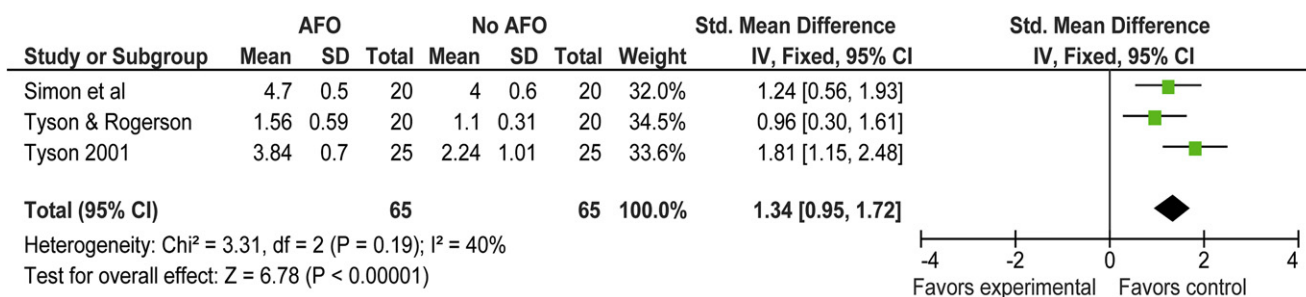 AFO No AFO Std. Mean Difference Std. Mean Difference
Study or Subgroup Mean SD Total Mean SD Total Weight IV, Fixed, 95% CI IV, Fixed, 95% CI
Simon et al 4.7 0.5 20 4 0.6 20 32.0% 1.24 [0.56, 1.93]
Tyson & Rogerson 1.56 0.59 20 1.1 0.31 20 34.5% 0.96 [0.30, 1.61]
Tyson 2001 3.84 0.7 25 2.24 1.01 25 33.6% 1.81 [1.15, 2.48]
Total (95% CI) 65 65 100.0% 1.34 [0.95, 1.72]
Heterogeneity: Chi² = 3.31, df = 2 (P = 0.19); I² = 40%
Test for overall effect: Z = 6.78 (P < 0.00001)
-4 -2 0 2 4
Favors experimental Favors control